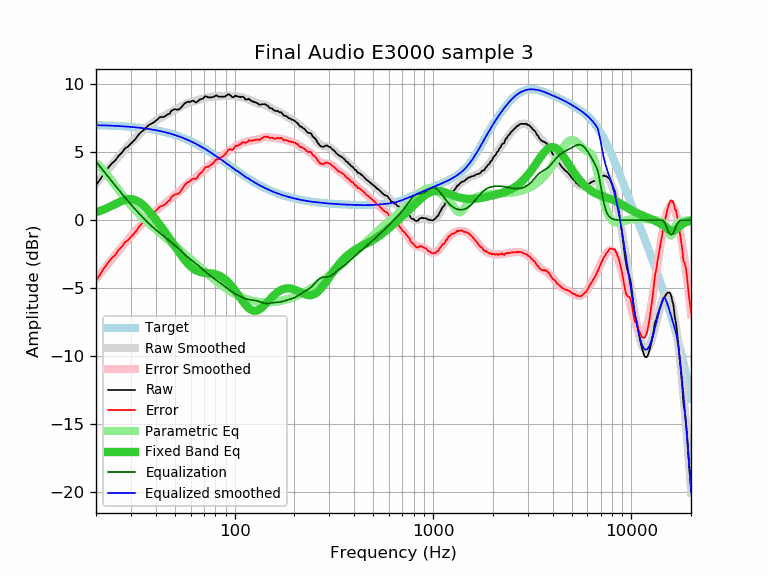 Final Audio E3000 sample 3
10
5
0
−5
−10
−15
−20
Amplitude (dBr)
Target
Raw Smoothed
Error Smoothed
Raw
Error
Parametric Eq
Fixed Band Eq
Equalization
Equalized smoothed
100
1000
10000
Frequency (Hz)